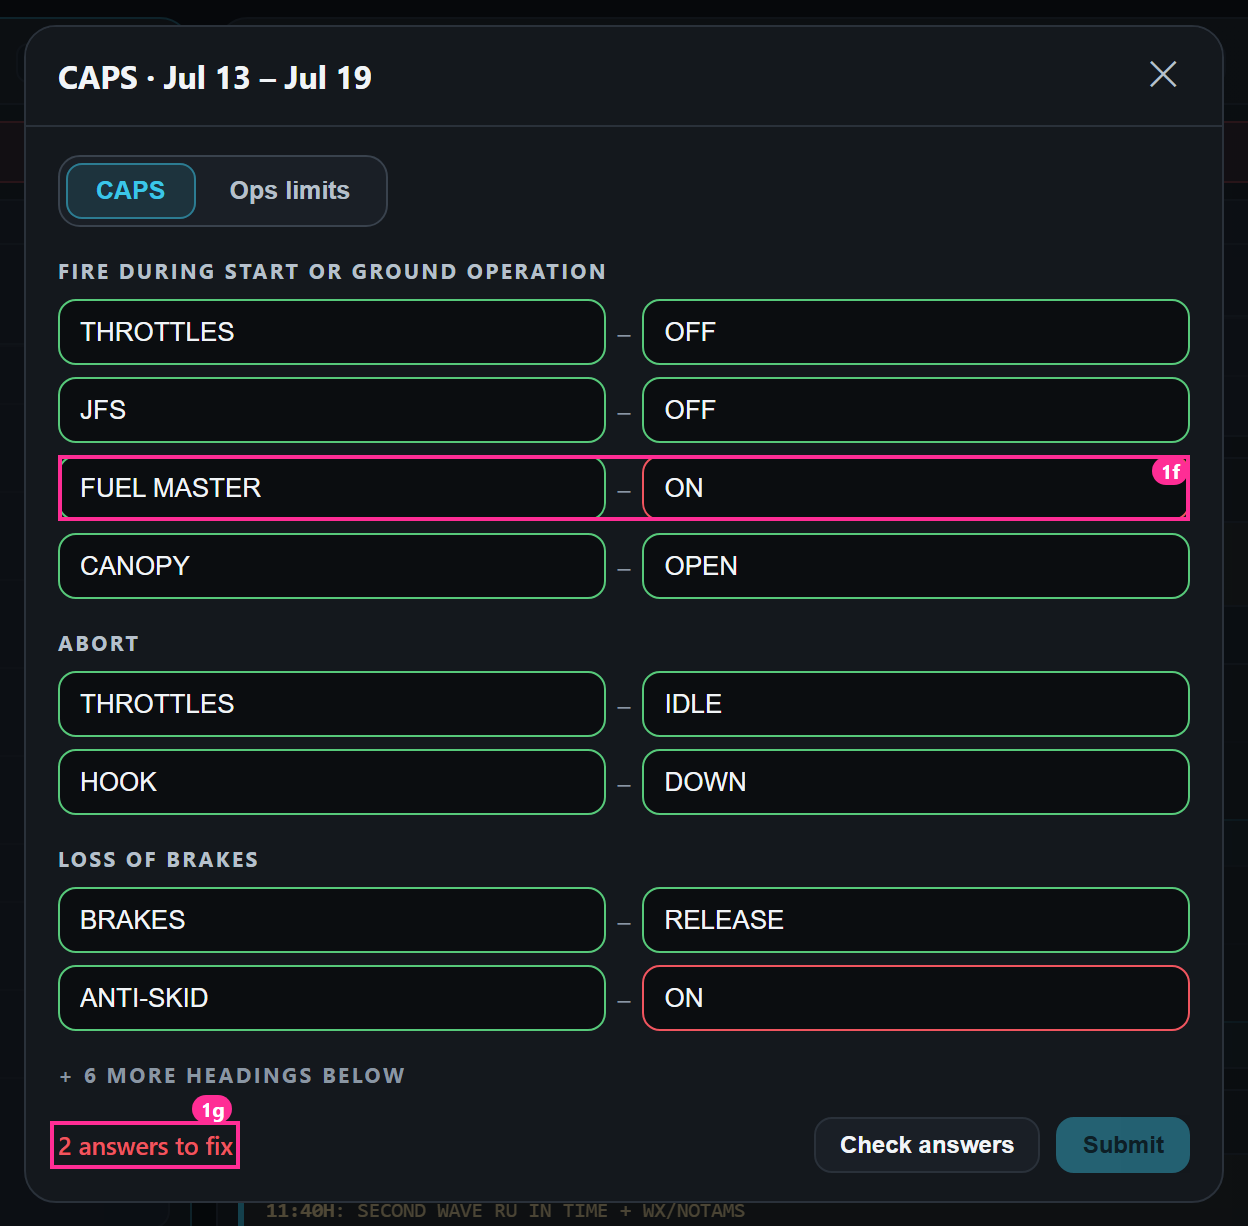 CAPS · Jul 13 – Jul 19
CAPS Ops limits
FIRE DURING START OR GROUND OPERATION
THROTTLES – OFF
JFS – OFF
1f
FUEL MASTER – ON
CANOPY – OPEN
ABORT
THROTTLES – IDLE
HOOK – DOWN
LOSS OF BRAKES
BRAKES – RELEASE
ANTI-SKID – ON
+ 6 MORE HEADINGS BELOW
1g
2 answers to fix Check answers Submit
11:40H: SECOND WAVE RU IN TIME + WX/NOTAMS